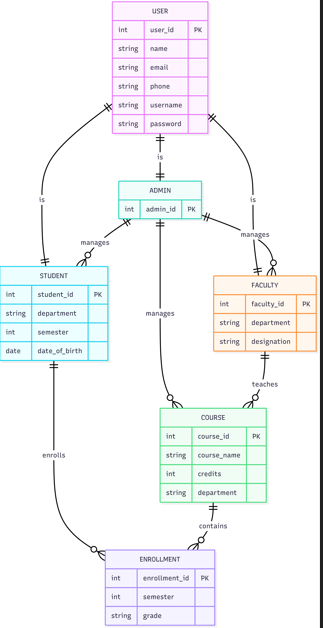 USER
int user_id PK
string name
string email
string phone
string username
string password
is
is
is
ADMIN
int admin_id PK
manages
manages
manages
STUDENT
int student_id PK
string department
int semester
date date_of_birth
FACULTY
int faculty_id PK
string department
string designation
teaches
COURSE
int course_id PK
string course_name
int credits
string department
enrolls
contains
ENROLLMENT
int enrollment_id PK
int semester
string grade